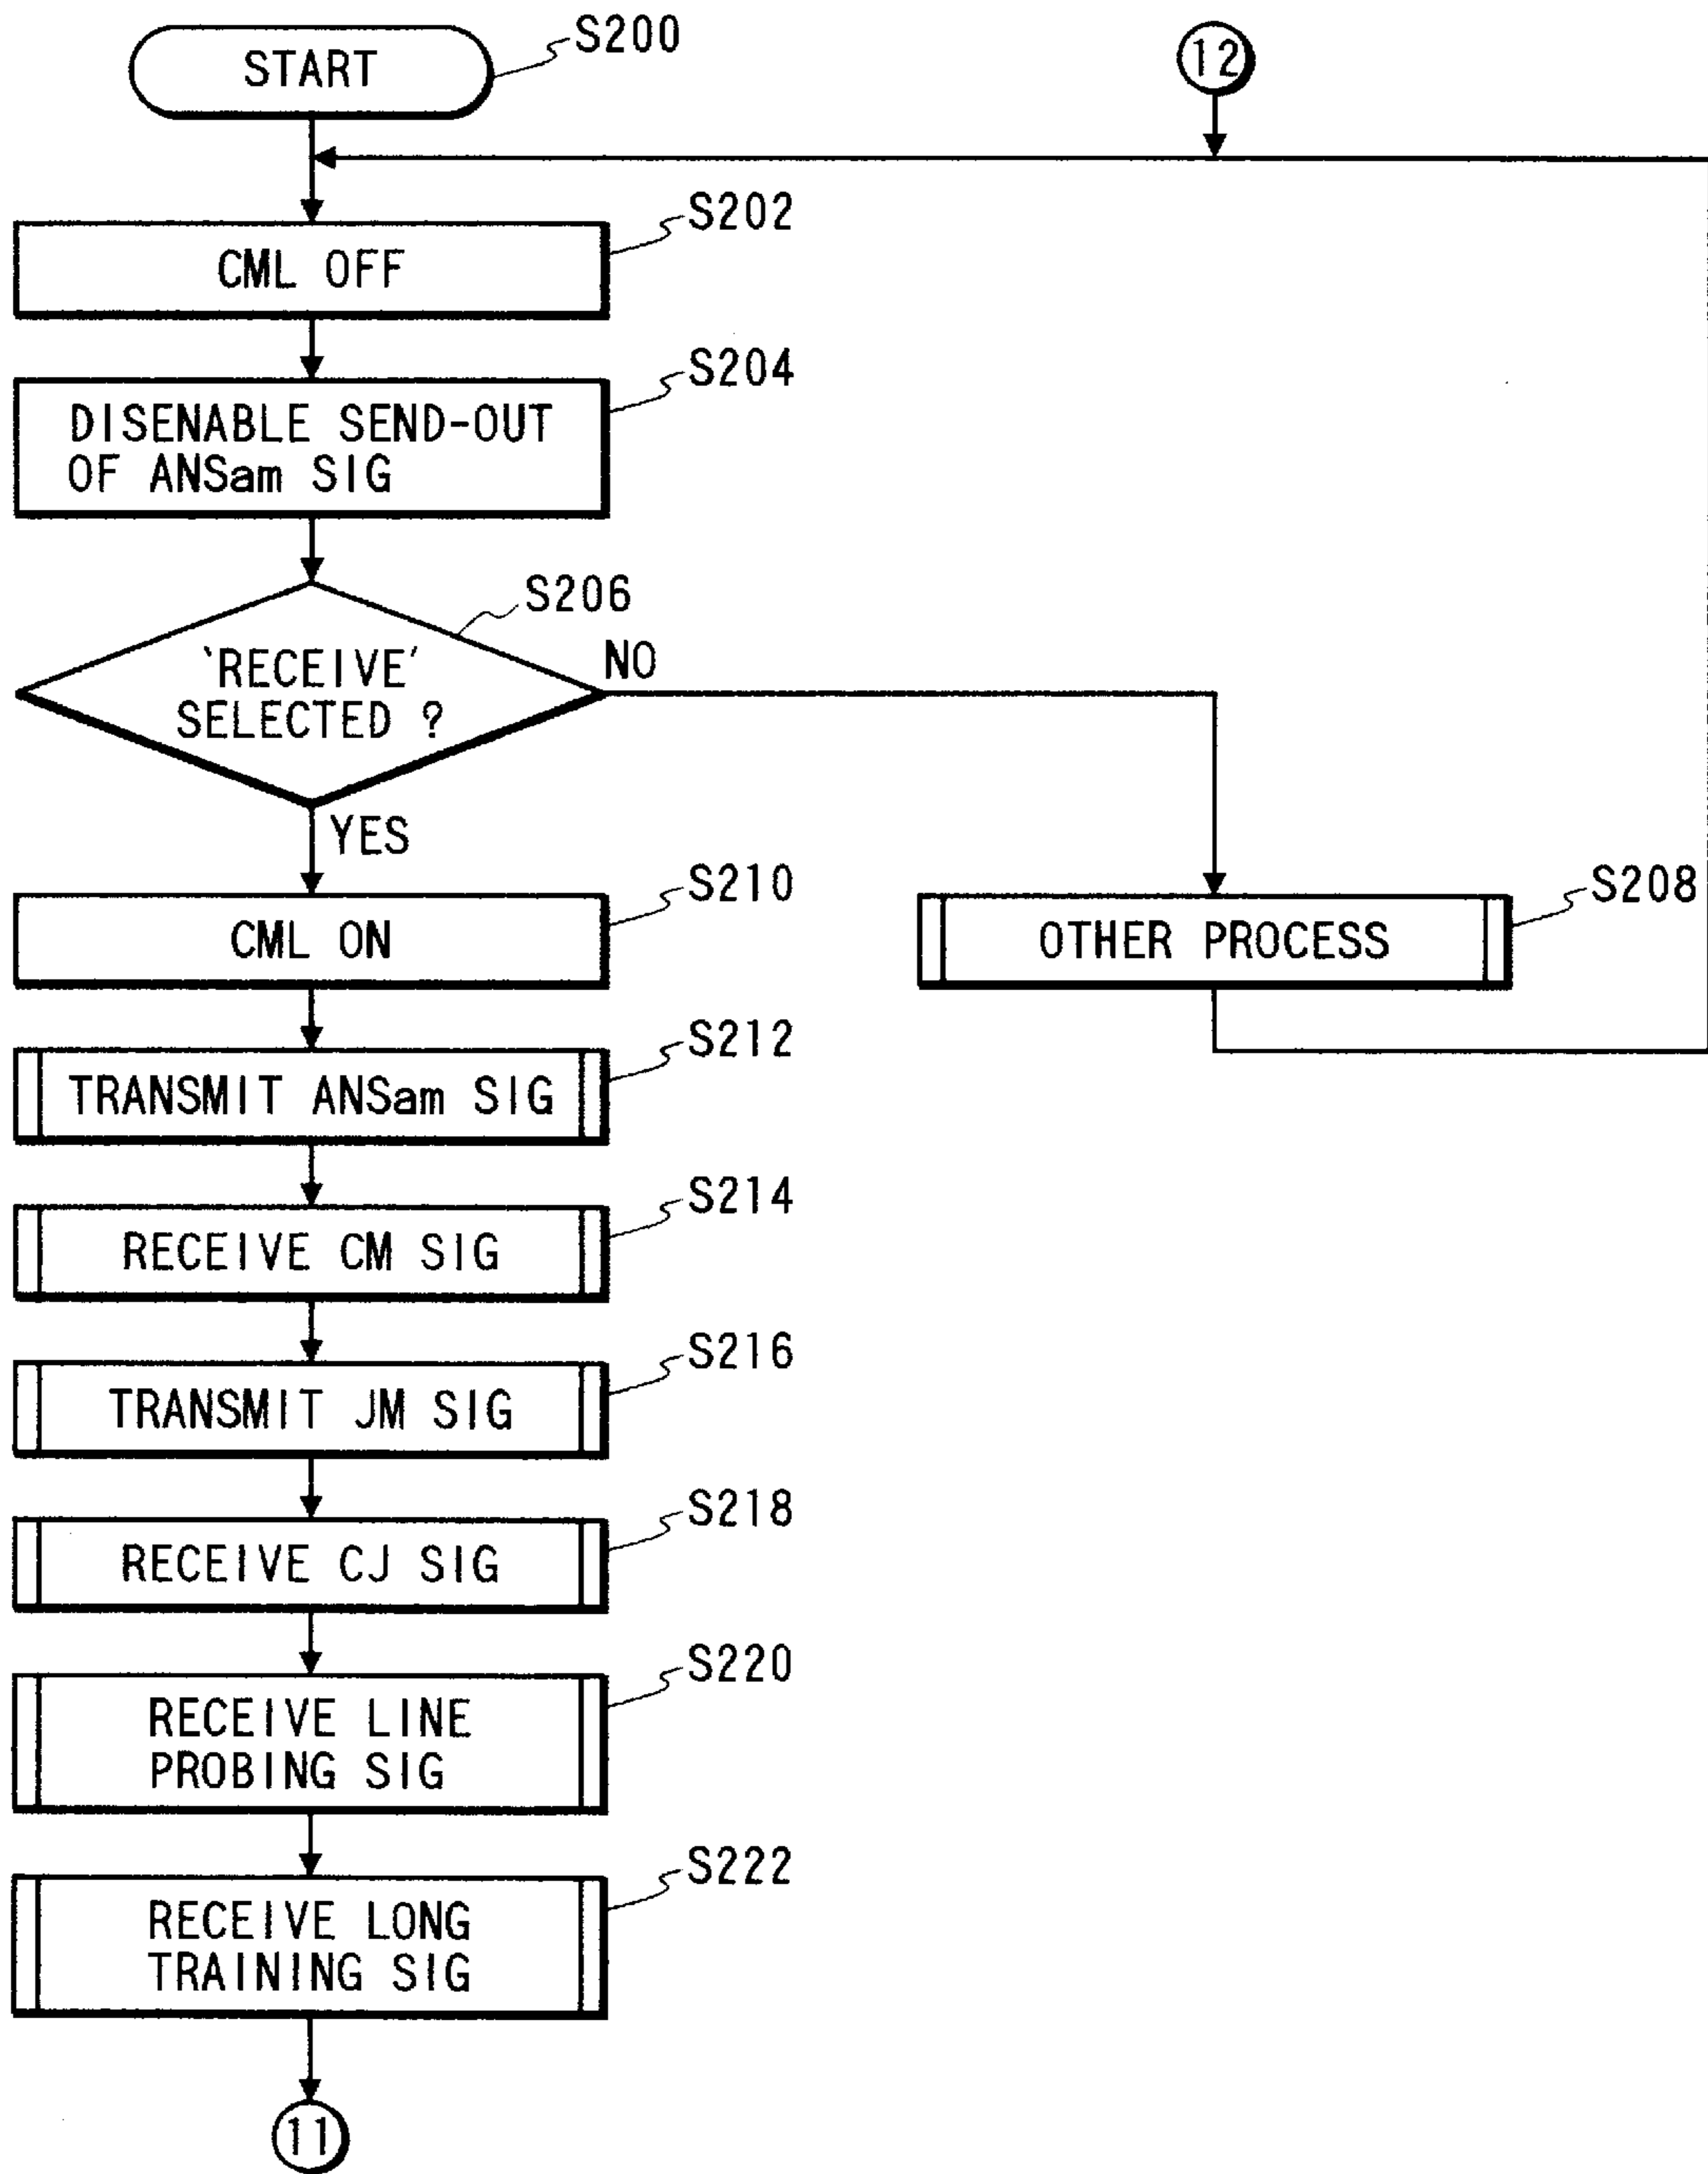 START
S200
12
CML OFF
S202
DISENABLE SEND-OUT
OF ANSam SIG
S204
S206
`RECEIVE'
SELECTED ?
NO
YES
CML ON
S210
OTHER PROCESS
S208
TRANSMIT ANSam SIG
S212
RECEIVE CM SIG
S214
TRANSMIT JM SIG
S216
RECEIVE CJ SIG
S218
RECEIVE LINE
PROBING SIG
S220
RECEIVE LONG
TRAINING SIG
S222
11